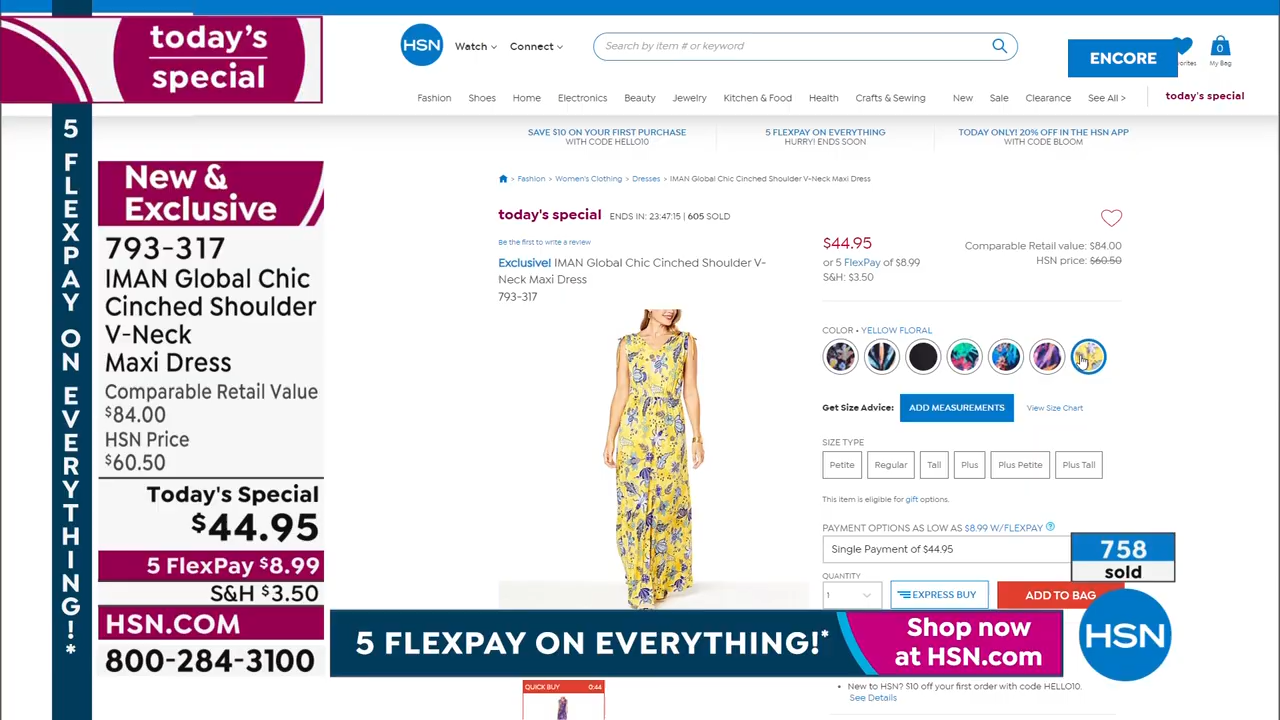 today's
special
HSN
Watch
Connect
Search by item # or keyword
ENCORE
0
My Bag
Fashion
Shoes
Home
Electronics
Beauty
Jewelry
Kitchen & Food
Health
Crafts & Sewing
New
Sale
Clearance
See All >
today's special
SAVE $10 ON YOUR FIRST PURCHASE
WITH CODE HELLO10
5 FLEXPAY ON EVERYTHING
HURRY! ENDS SOON
TODAY ONLY! 20% OFF IN THE HSN APP
WITH CODE BLOOM
5 FLEXPAY ON EVERYTHING!*
New &
Exclusive
793-317
IMAN Global Chic
Cinched Shoulder
V-Neck
Maxi Dress
Comparable Retail Value
$84.00
HSN Price
$60.50
Today's Special
$44.95
5 FlexPay $8.99
S&H $3.50
HSN.COM
800-284-3100
> Fashion > Women's Clothing > Dresses > IMAN Global Chic Cinched Shoulder V-Neck Maxi Dress
today's special ENDS IN: 23:47:15 | 605 SOLD
Be the first to write a review
Exclusive! IMAN Global Chic Cinched Shoulder V-
Neck Maxi Dress
793-317
$44.95
or 5 FlexPay of $8.99
S&H: $3.50
Comparable Retail value: $84.00
HSN price: $60.50
COLOR • YELLOW FLORAL
Get Size Advice:
ADD MEASUREMENTS
View Size Chart
SIZE TYPE
Petite
Regular
Tall
Plus
Plus Petite
Plus Tall
This item is eligible for gift options.
PAYMENT OPTIONS AS LOW AS $8.99 W/FLEXPAY ?
Single Payment of $44.95
758
sold
QUANTITY
1
EXPRESS BUY
ADD TO BAG
5 FLEXPAY ON EVERYTHING!*
Shop now
at HSN.com
HSN
QUICK BUY 0:44
• New to HSN? $10 off your first order with code HELLO10.
See Details